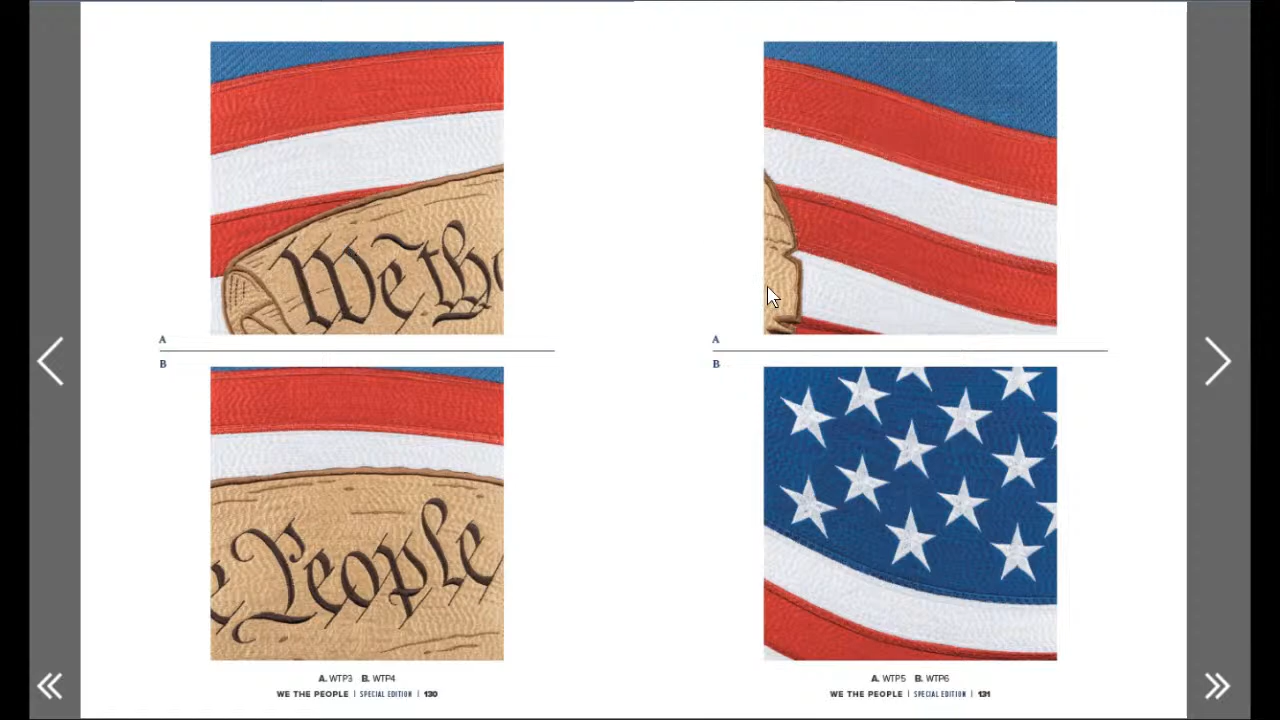 We the
A
B
e People
A. WTP3 B. WTP4
WE THE PEOPLE | SPECIAL EDITION | 130
A
B
A. WTP5 B. WTP6
WE THE PEOPLE | SPECIAL EDITION | 131